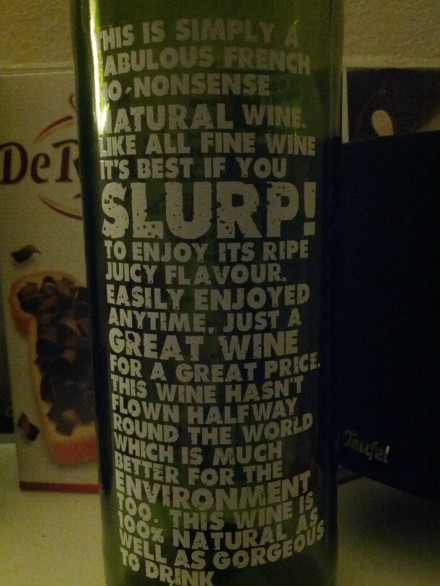 THIS IS SIMPLY A
FABULOUS FRENCH
NO-NONSENSE
NATURAL WINE.
LIKE ALL FINE WINE
IT'S BEST IF YOU
SLURP!
TO ENJOY ITS RIPE
JUICY FLAVOUR.
EASILY ENJOYED
ANYTIME, JUST A
GREAT WINE
FOR A GREAT PRICE.
THIS WINE HASN'T
FLOWN HALFWAY
ROUND THE WORLD
WHICH IS MUCH
BETTER FOR THE
ENVIRONMENT
TOO. THIS WINE IS
100% NATURAL AS
WELL AS GORGEOUS
TO DRINK
Teufel